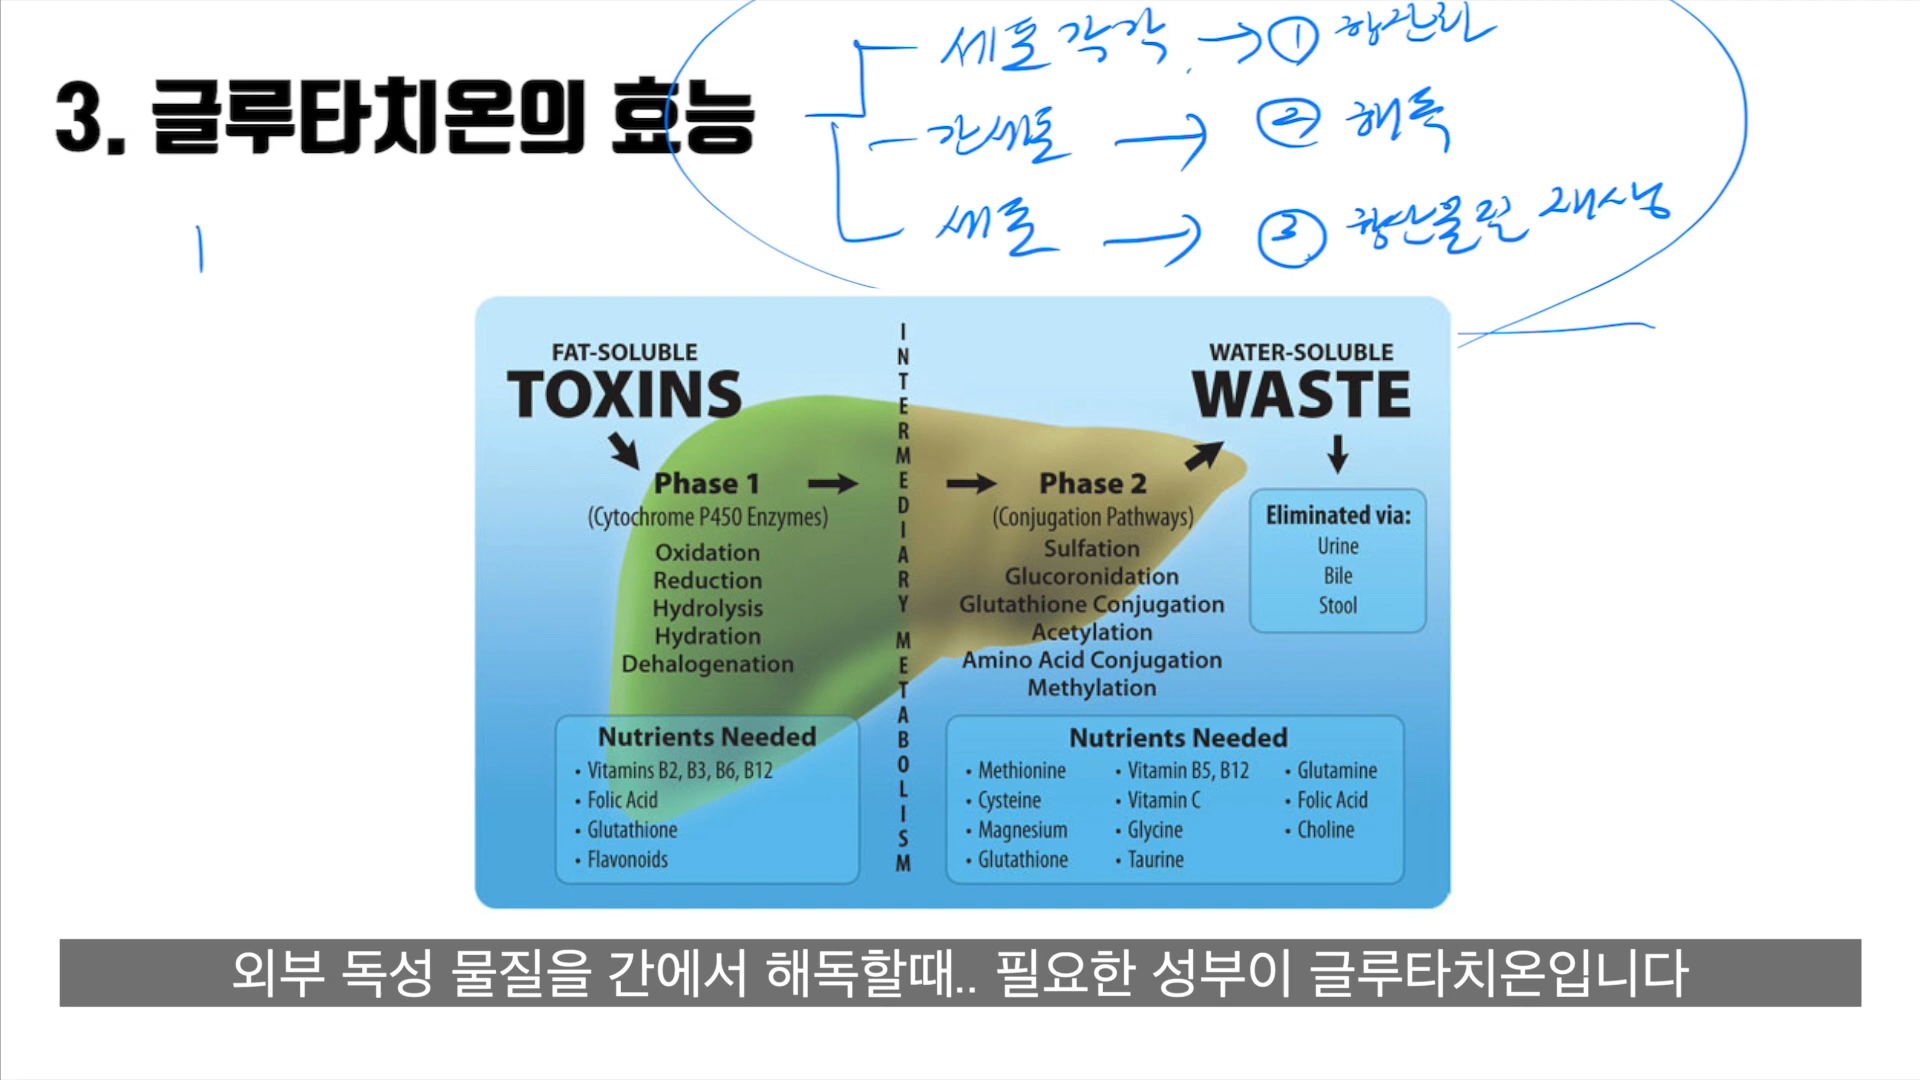 세포 각각 → ① 항산화
3. 글루타치온의 효능
간세포 → ② 해독
세포 → ③ 항산물질 재생
FAT-SOLUBLE
TOXINS
WATER-SOLUBLE
WASTE
INTERMEDIARY METABOLISM
Phase 1
(Cytochrome P450 Enzymes)
Oxidation
Reduction
Hydrolysis
Hydration
Dehalogenation
Phase 2
(Conjugation Pathways)
Sulfation
Glucoronidation
Glutathione Conjugation
Acetylation
Amino Acid Conjugation
Methylation
Eliminated via:
Urine
Bile
Stool
Nutrients Needed
• Vitamins B2, B3, B6, B12
• Folic Acid
• Glutathione
• Flavonoids
Nutrients Needed
• Methionine
• Cysteine
• Magnesium
• Glutathione
• Vitamin B5, B12
• Vitamin C
• Glycine
• Taurine
• Glutamine
• Folic Acid
• Choline
외부 독성 물질을 간에서 해독할때.. 필요한 성부이 글루타치온입니다